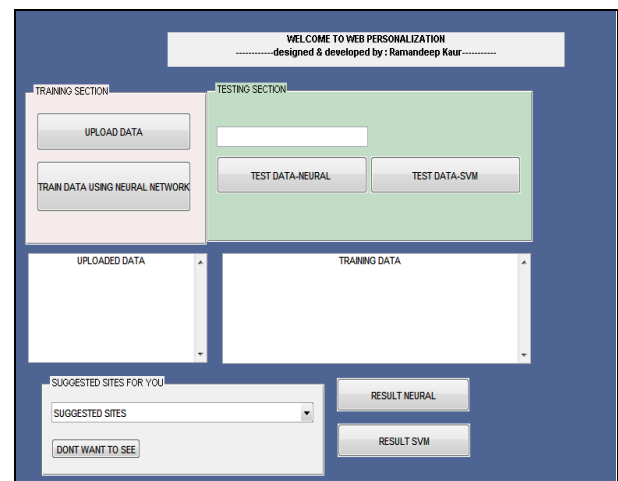 WELCOME TO WEB PERSONALIZATION
------------designed & developed by : Ramandeep Kaur-----------
TRAINING SECTION
TESTING SECTION
UPLOAD DATA
TRAIN DATA USING NEURAL NETWORK
TEST DATA-NEURAL
TEST DATA-SVM
UPLOADED DATA
TRAINING DATA
SUGGESTED SITES FOR YOU
SUGGESTED SITES
DONT WANT TO SEE
RESULT NEURAL
RESULT SVM